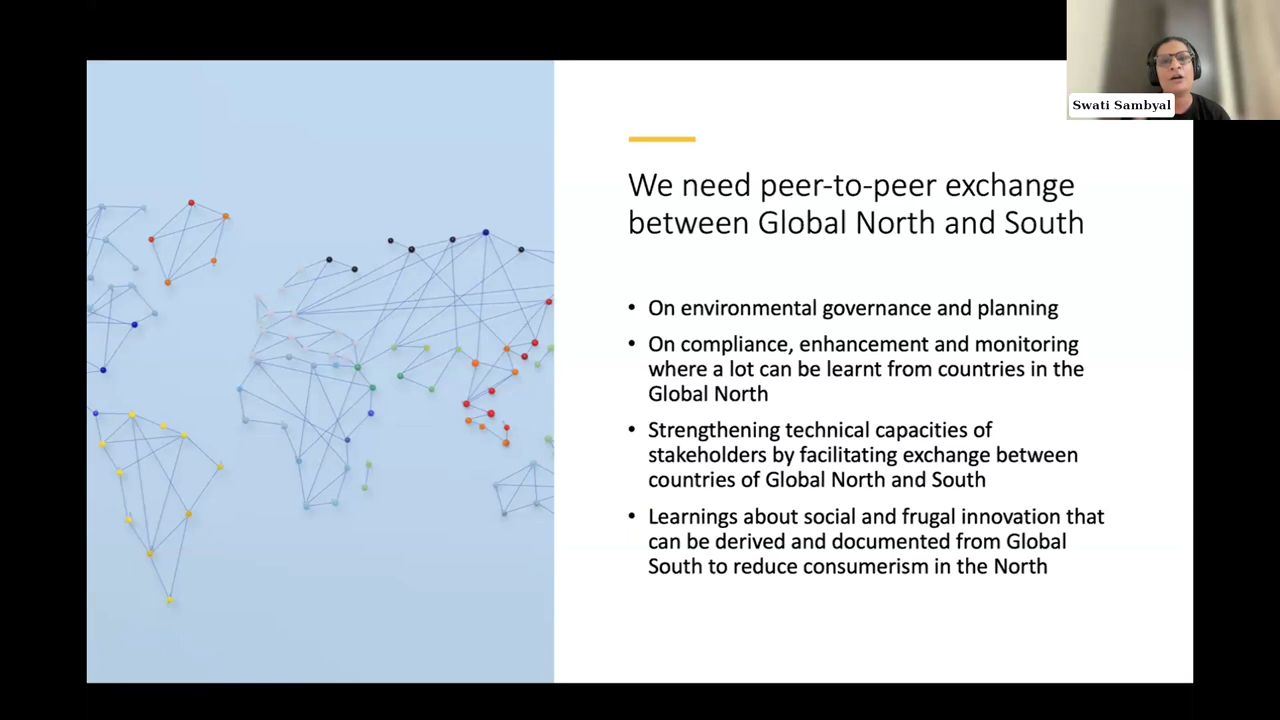 Swati Sambyal
We need peer-to-peer exchange
between Global North and South
• On environmental governance and planning
• On compliance, enhancement and monitoring
where a lot can be learnt from countries in the
Global North
• Strengthening technical capacities of
stakeholders by facilitating exchange between
countries of Global North and South
• Learnings about social and frugal innovation that
can be derived and documented from Global
South to reduce consumerism in the North